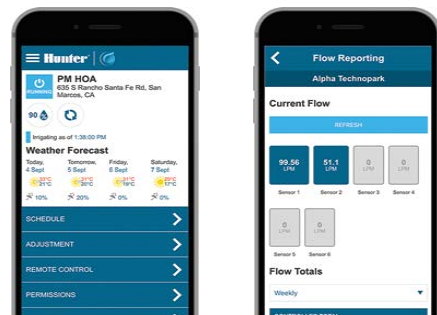 Hunter
PM HOA
635 S Rancho Santa Fe Rd, San
Marcos, CA
RUNNING
90
Irrigating as of 1:38:00 PM
Weather Forecast
Today, Tomorrow, Friday, Saturday,
4 Sept 5 Sept 6 Sept 7 Sept
10% 20% 0% 0%
SCHEDULE
ADJUSTMENT
REMOTE CONTROL
PERMISSIONS
Flow Reporting
Alpha Technopark
Current Flow
REFRESH
99.56 51.1 0 0
LPM LPM LPM LPM
Sensor 1 Sensor 2 Sensor 3 Sensor 4
0 0
LPM LPM
Sensor 5 Sensor 6
Flow Totals
Weekly